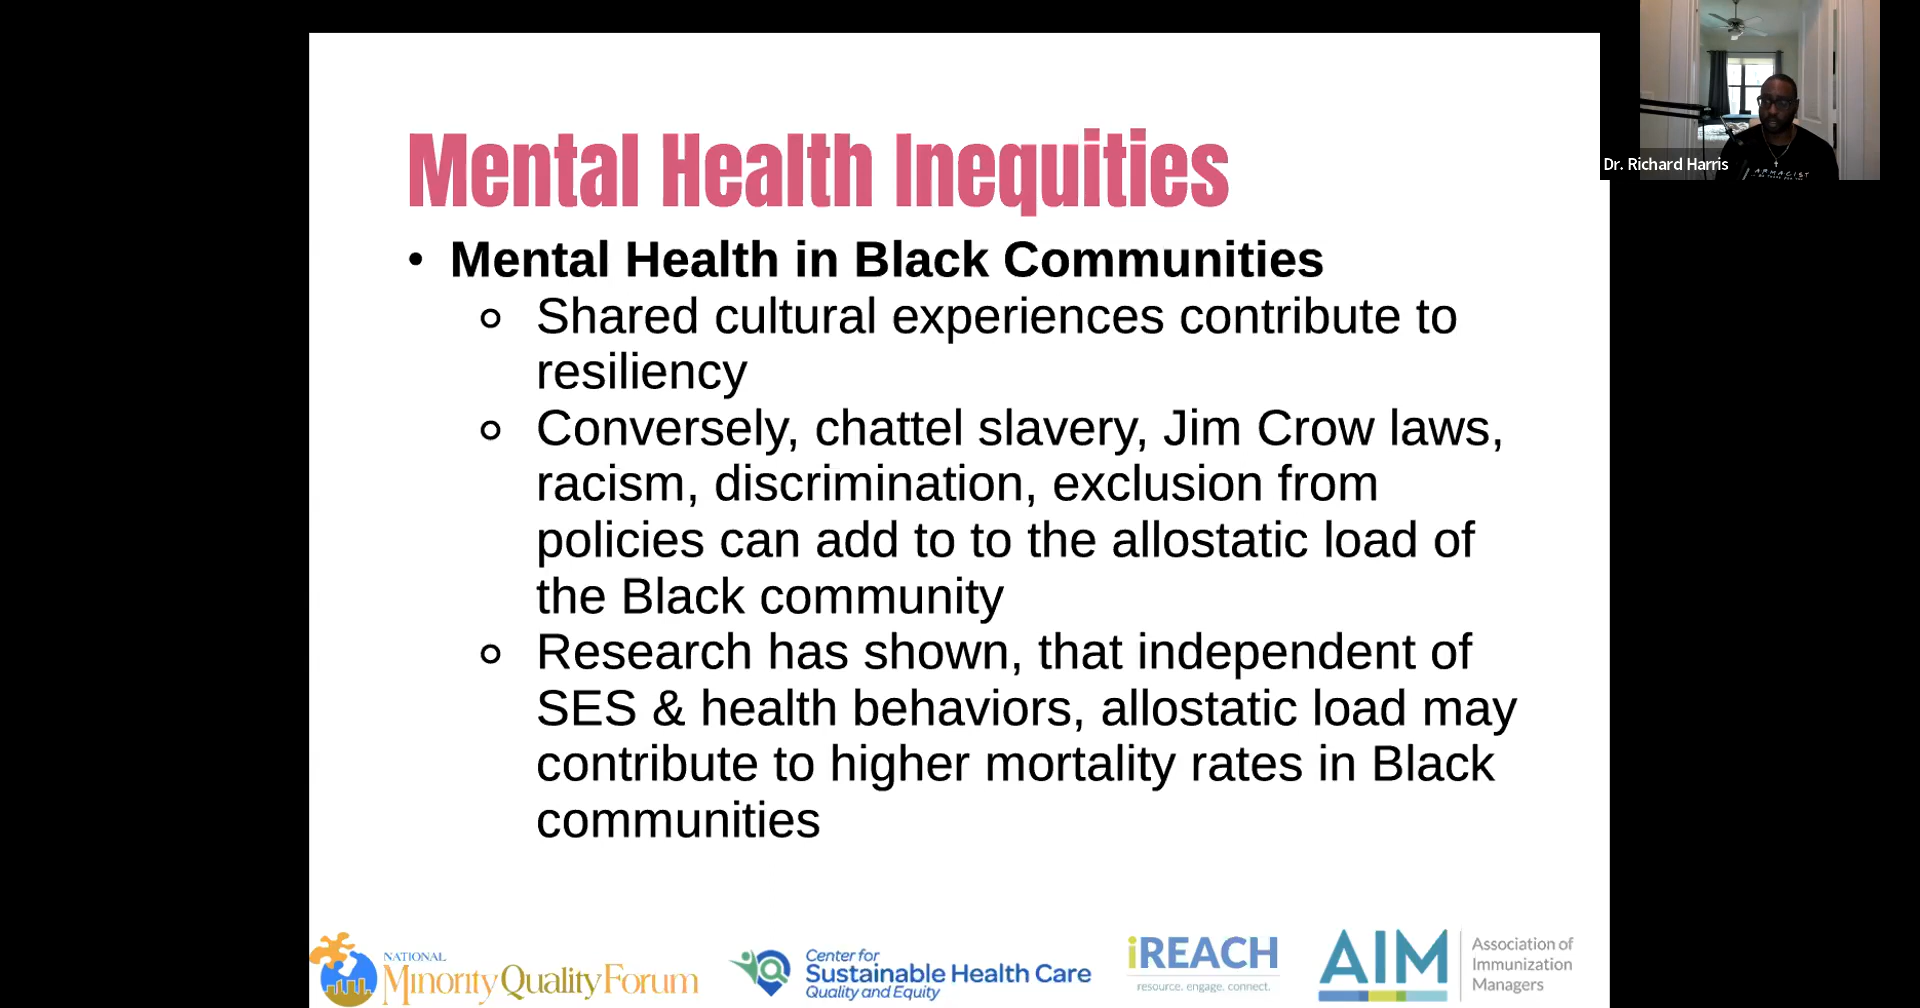 Mental Health Inequities
• Mental Health in Black Communities
Shared cultural experiences contribute to
resiliency
Conversely, chattel slavery, Jim Crow laws,
racism, discrimination, exclusion from
policies can add to to the allostatic load of
the Black community
Research has shown, that independent of
SES & health behaviors, allostatic load may
contribute to higher mortality rates in Black
communities
Dr. Richard Harris
ARMACIST
NATIONAL
Minority Quality Forum
Center for
Sustainable Health Care
Quality and Equity
iREACH
resource. engage. connect.
AIM
Association of
Immunization
Managers